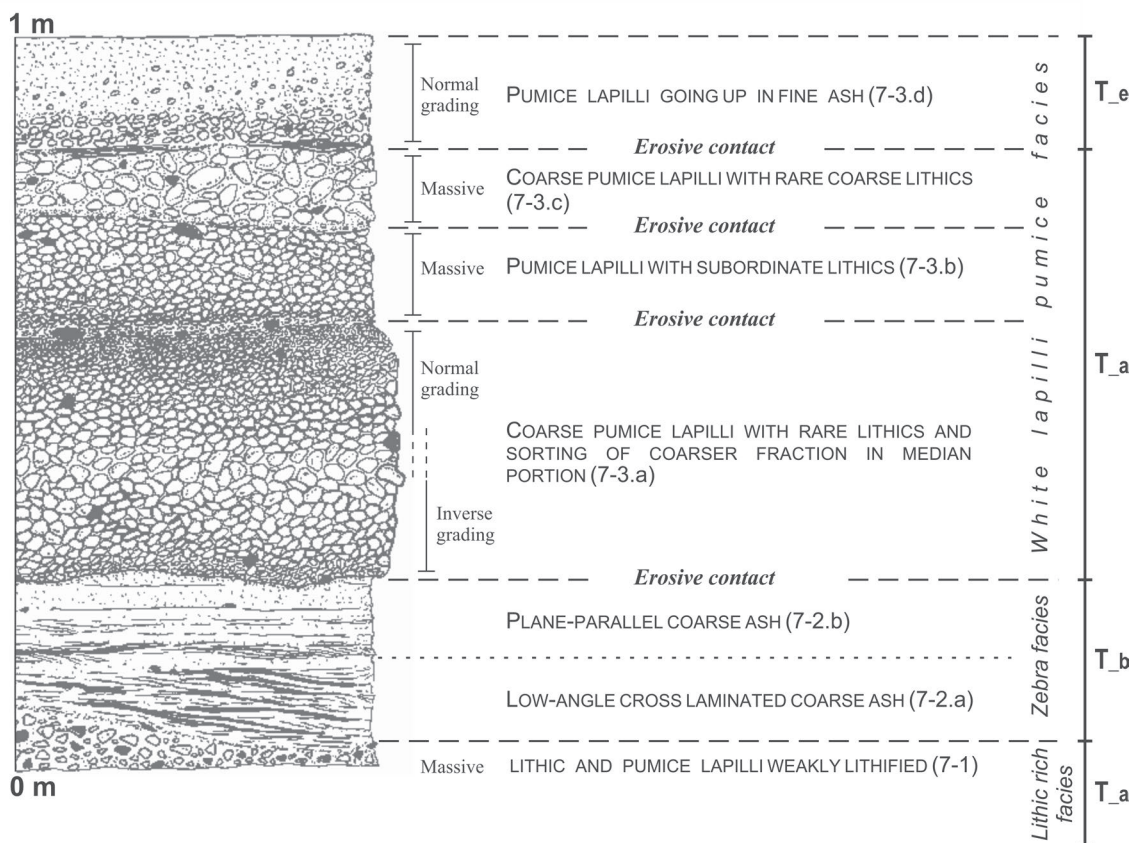 1 m
Normal
grading
PUMICE LAPILLI GOING UP IN FINE ASH (7-3.d)
Erosive contact
Massive
COARSE PUMICE LAPILLI WITH RARE COARSE LITHICS
(7-3.c)
Erosive contact
Massive
PUMICE LAPILLI WITH SUBORDINATE LITHICS (7-3.b)
Erosive contact
Normal
grading
COARSE PUMICE LAPILLI WITH RARE LITHICS AND
SORTING OF COARSER FRACTION IN MEDIAN
PORTION (7-3.a)
Inverse
grading
Erosive contact
PLANE-PARALLEL COARSE ASH (7-2.b)
LOW-ANGLE CROSS LAMINATED COARSE ASH (7-2.a)
Massive
LITHIC AND PUMICE LAPILLI WEAKLY LITHIFIED (7-1)
0 m
White lapilli pumice facies
Zebra facies
Lithic rich
facies
T_e
T_a
T_b
T_a